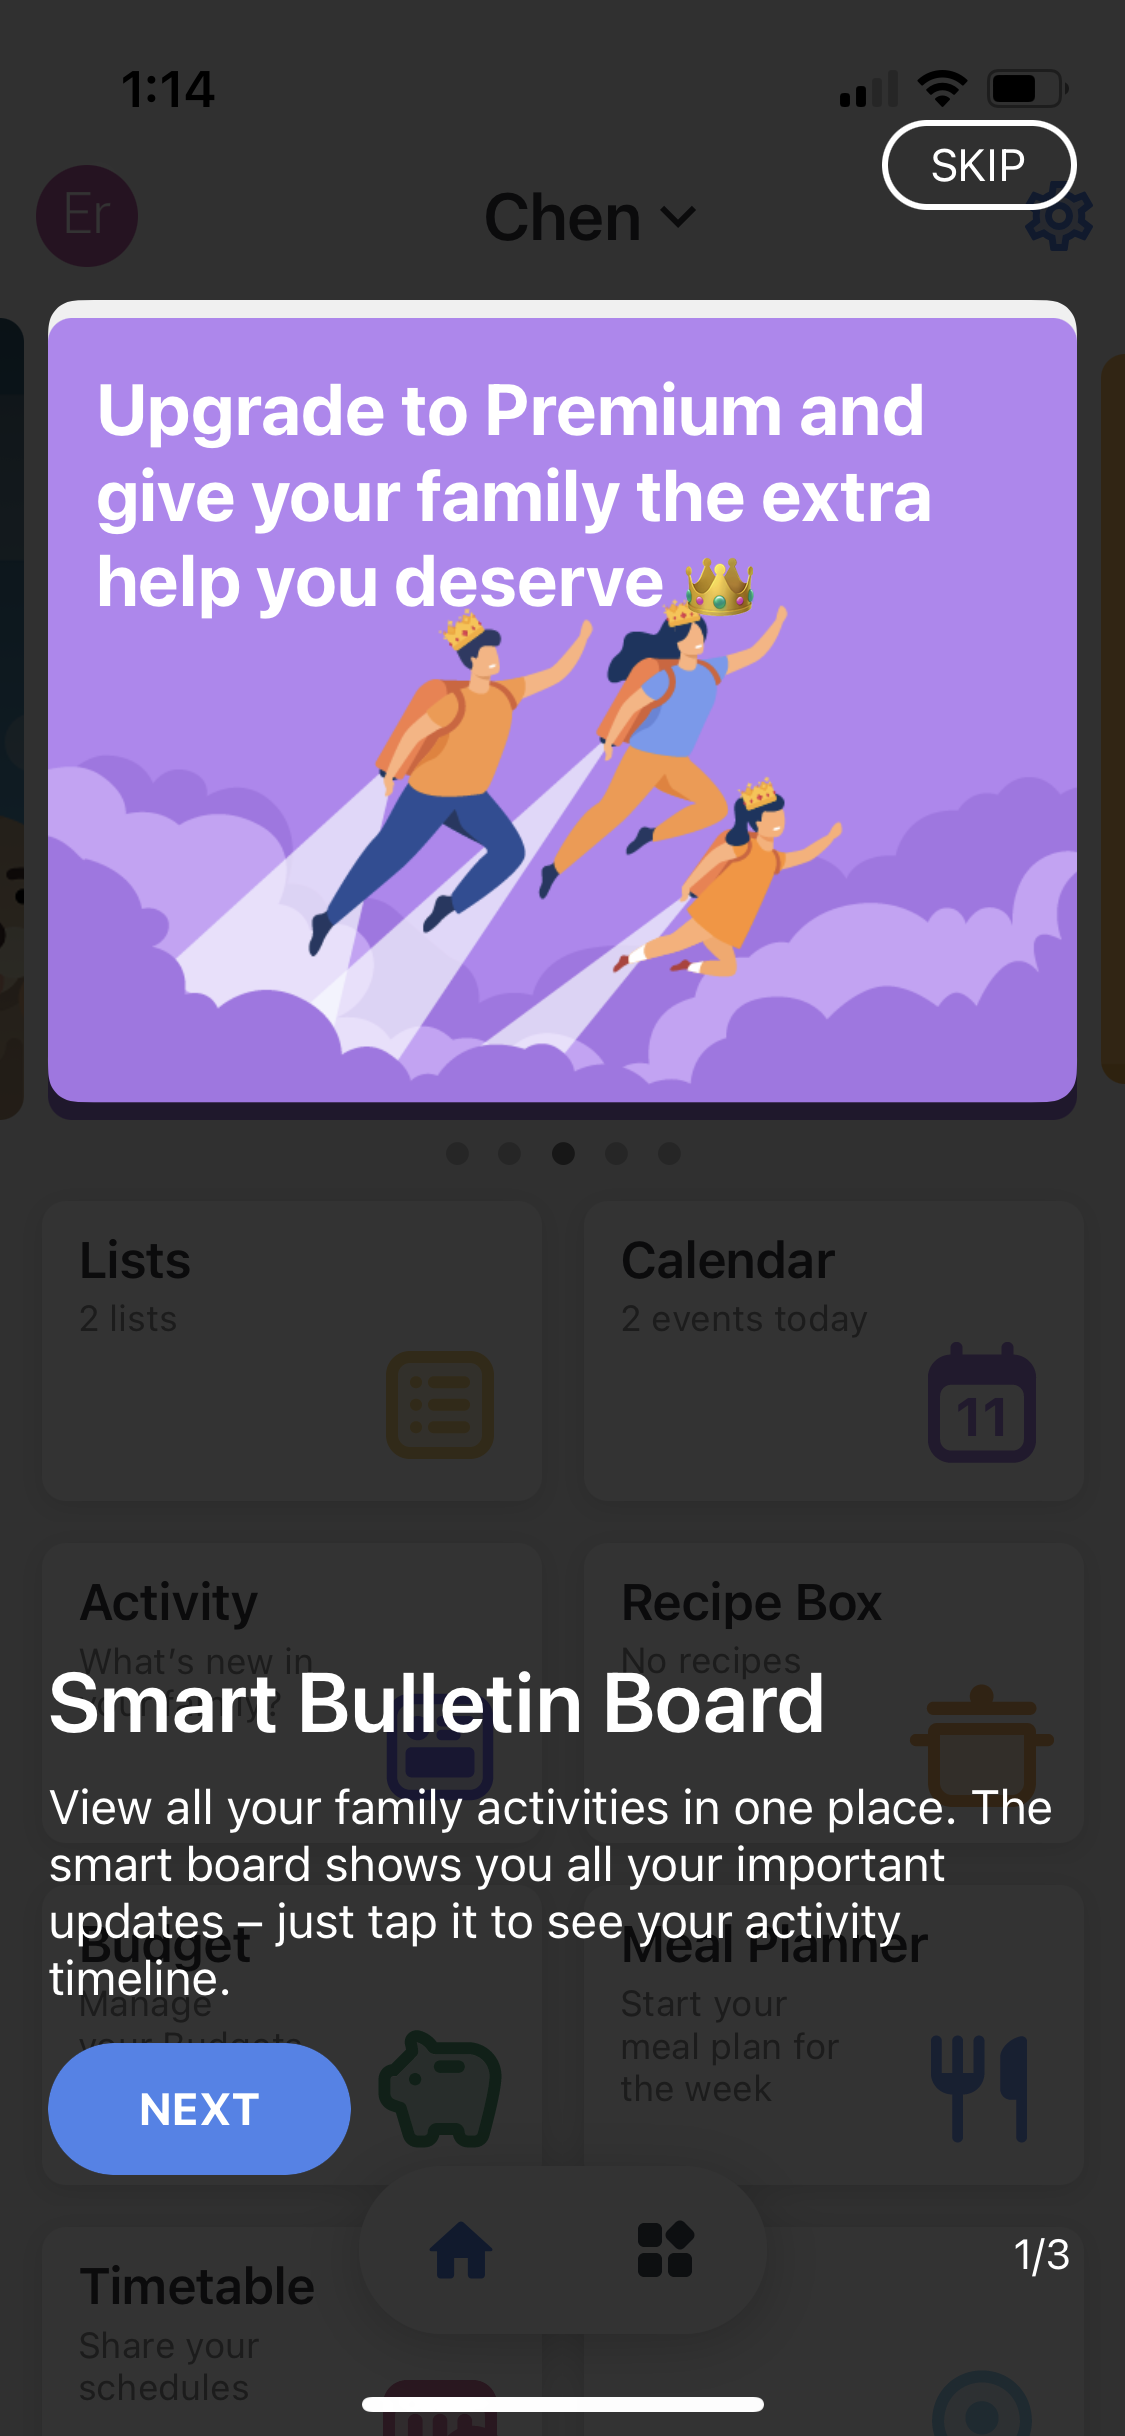 1:14
SKIP
Er
Chen
Upgrade to Premium and
give your family the extra
help you deserve 👑
Lists
2 lists
Calendar
2 events today
11
Activity
What's new in
your family?
Recipe Box
No recipes
Smart Bulletin Board
View all your family activities in one place. The
smart board shows you all your important
updates – just tap it to see your activity
timeline.
Budget
Manage
your Budgets
Meal Planner
Start your
meal plan for
the week
NEXT
1/3
Timetable
Share your
schedules